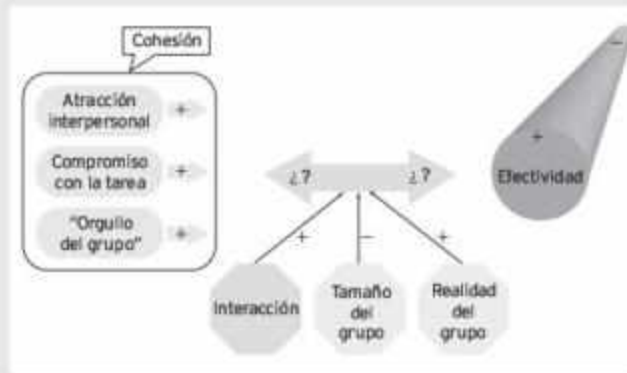 Cohesión
Atracción
interpersonal
+
Compromiso
con la tarea
+
"Orgullo
del grupo"
+
¿?
¿?
−
+
Efectividad
+
−
+
Interacción
Tamaño
del
grupo
Realidad
del
grupo